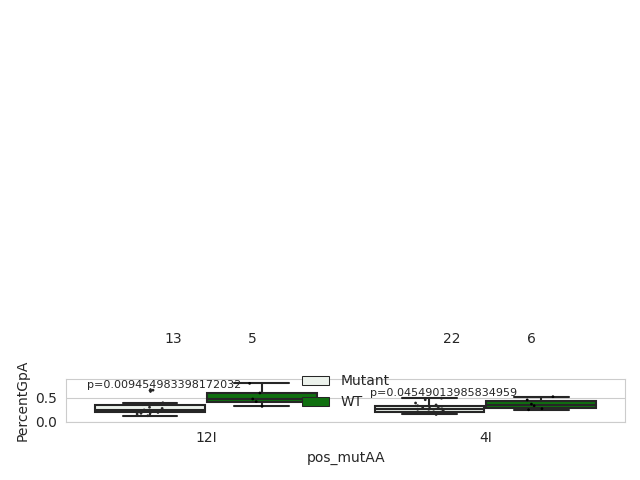 13 5 22 6
Mutant
WT
p=0.009454983398172032
p=0.04549013985834959
PercentGpA
0.5
0.0
12I 4I
pos_mutAA